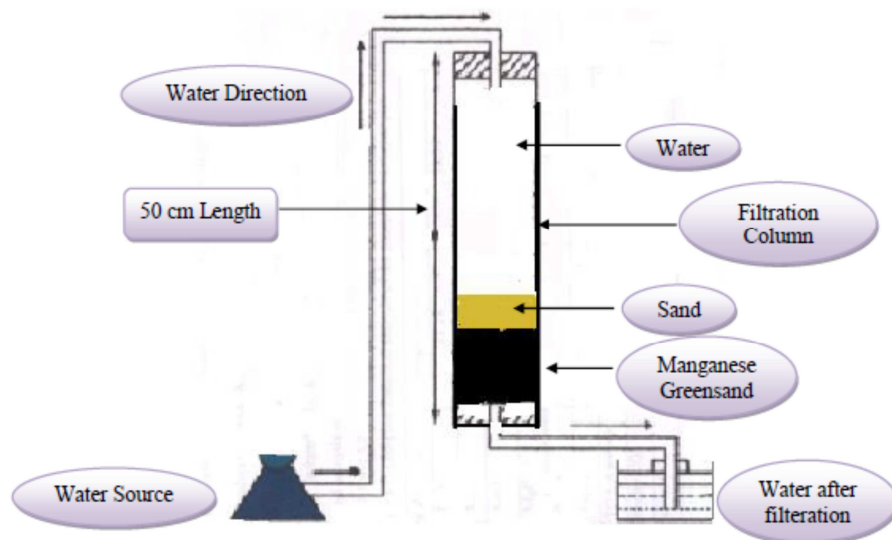 Water Direction
Water
50 cm Length
Filtration
Column
Sand
Manganese
Greensand
Water Source
Water after
filteration